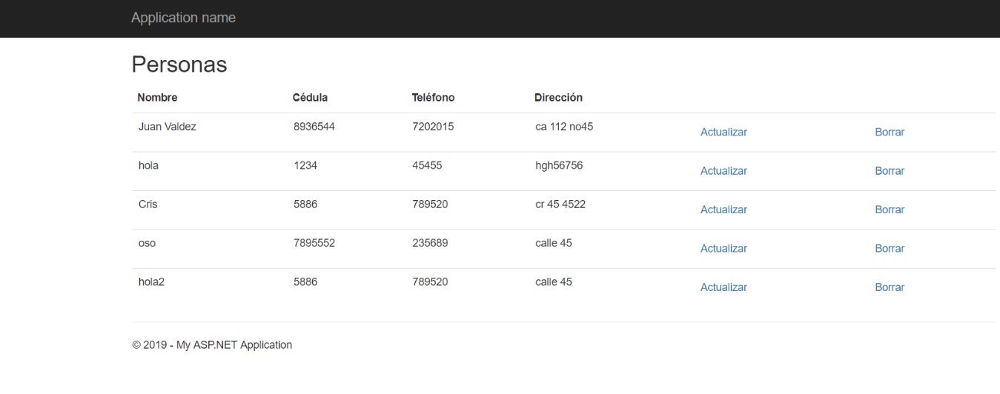 Application name
Personas
Nombre Cédula Teléfono Dirección
Juan Valdez 8936544 7202015 ca 112 no45 Actualizar Borrar
hola 1234 45455 hgh56756 Actualizar Borrar
Cris 5886 789520 cr 45 4522 Actualizar Borrar
oso 7895552 235689 calle 45 Actualizar Borrar
hola2 5886 789520 calle 45 Actualizar Borrar
© 2019 - My ASP.NET Application